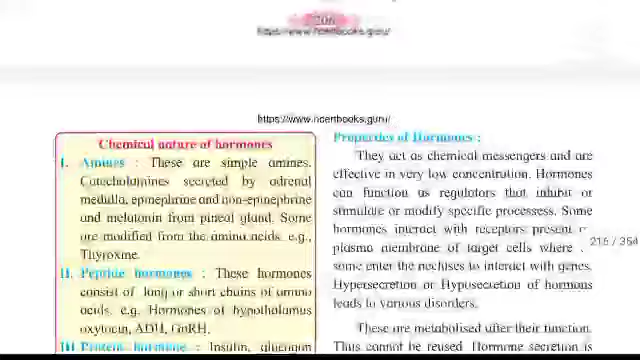 206
https://www.ncertbooks.guru/
https://www.ncertbooks.guru/
Chemical nature of hormones
I. Amines : These are simple amines.
Catecholamines secreted by adrenal
medulla, epinephrine and non-epinephrine
and melatonin from pineal gland. Some
are modified from the amino acids. e.g.,
Thyroxine.
II. Peptide hormones : These hormones
consist of long or short chains of amino
acids. e.g. Hormones of hypothalamus
oxytocin, ADH, GnRH.
III Protein hormone : Insulin, glucogon
Properties of Hormones :
They act as chemical messengers and are
effective in very low concentration. Hormones
can function as regulators that inhibit or
stimulate or modify specific processess. Some
hormones interact with receptors present
plasma membrane of target cells where
some enter the nucleus to interact with genes.
Hypersecretion or Hyposecretion of hormons
leads to various disorders.
These are metabolised after their function.
Thus cannot be reused. Hormone secretion is
216 / 354